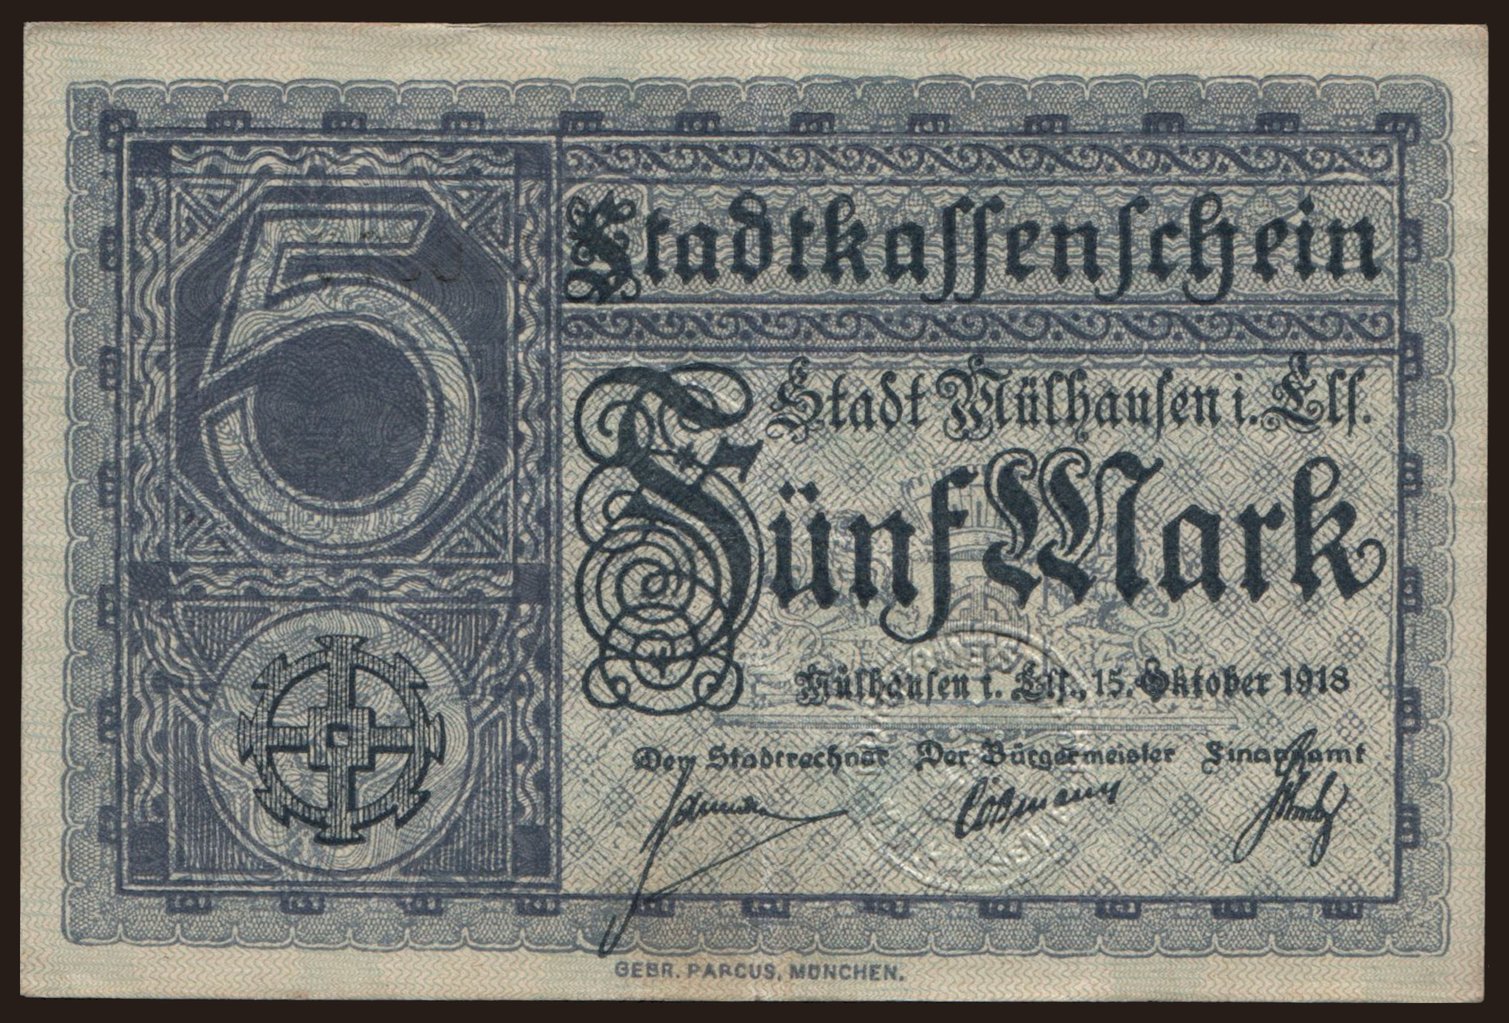 5
Stadtkassenschein
Stadt Mülhausen i. Els.
Fünf Mark
Mülhausen i. Els., 15. Oktober 1918
Der Stadtrechner Der Bürgermeister Finanzamt
GEBR. PARCUS, MÜNCHEN.